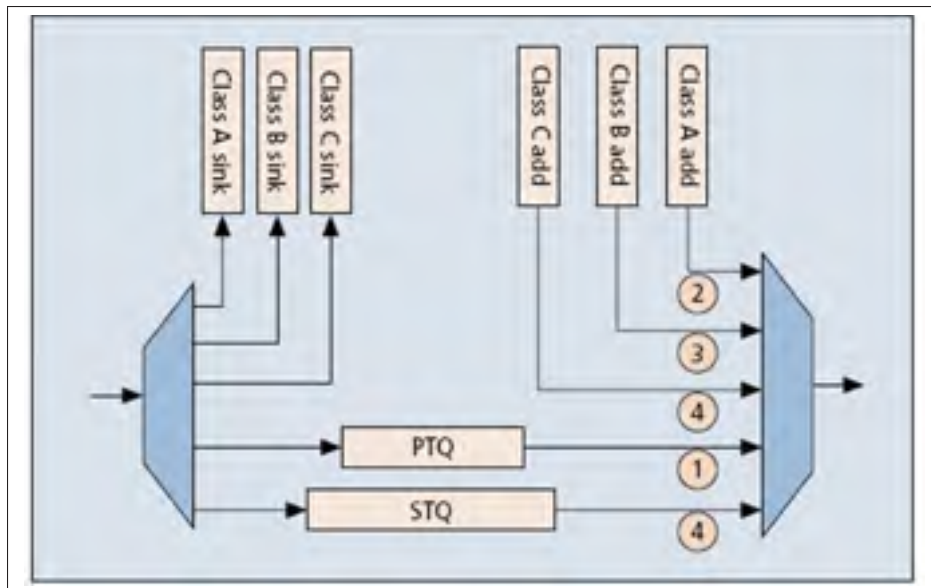 Class A sink
Class B sink
Class C sink
Class C add
Class B add
Class A add
2
3
4
PTQ
1
STQ
4